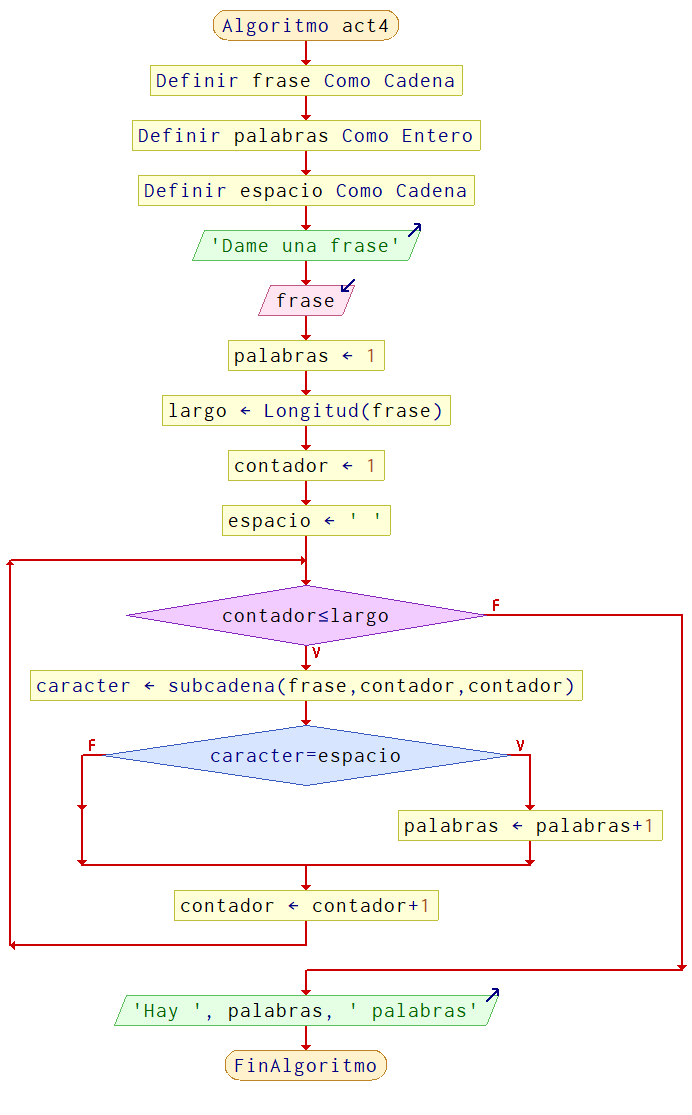 Algoritmo act4
Definir frase Como Cadena
Definir palabras Como Entero
Definir espacio Como Cadena
'Dame una frase'
frase
palabras ← 1
largo ← Longitud(frase)
contador ← 1
espacio ← ' '
contador≤largo
F
V
caracter ← subcadena(frase,contador,contador)
F
caracter=espacio
V
palabras ← palabras+1
contador ← contador+1
'Hay ', palabras, ' palabras'
FinAlgoritmo